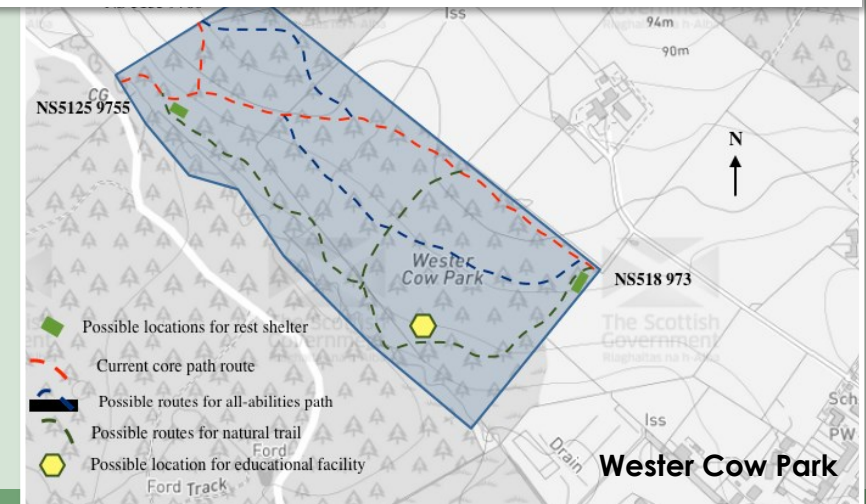 Iss
94m
90m
CG
NS5125 9755
N
Wester
Cow Park
NS518 973
The Scottish
Government
Riaghaltas na h-Alba
Possible locations for rest shelter
Current core path route
Possible routes for all-abilities path
Possible routes for natural trail
Possible location for educational facility
Ford
Ford Track
Drain
Iss
Sch
PW
Wester Cow Park